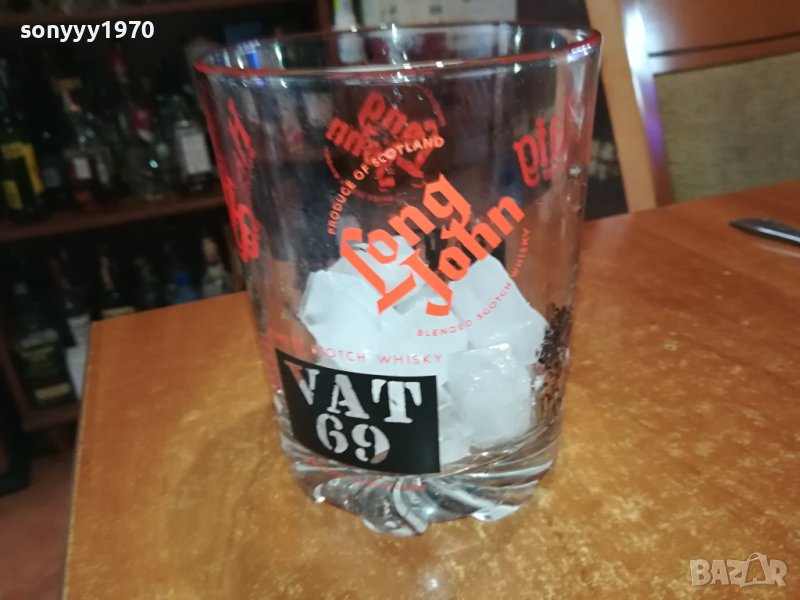 sonyyy1970
PRODUCE OF SCOTLAND
Long
John
BLENDED SCOTCH WHISKY
SCOTCH WHISKY
VAT
69
BAZAR